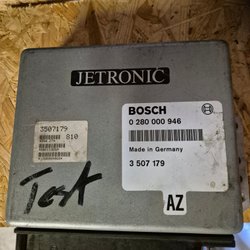 JETRONIC
3507179
810
BOSCH
0 280 000 946
Made in Germany
3 507 179
AZ
Test